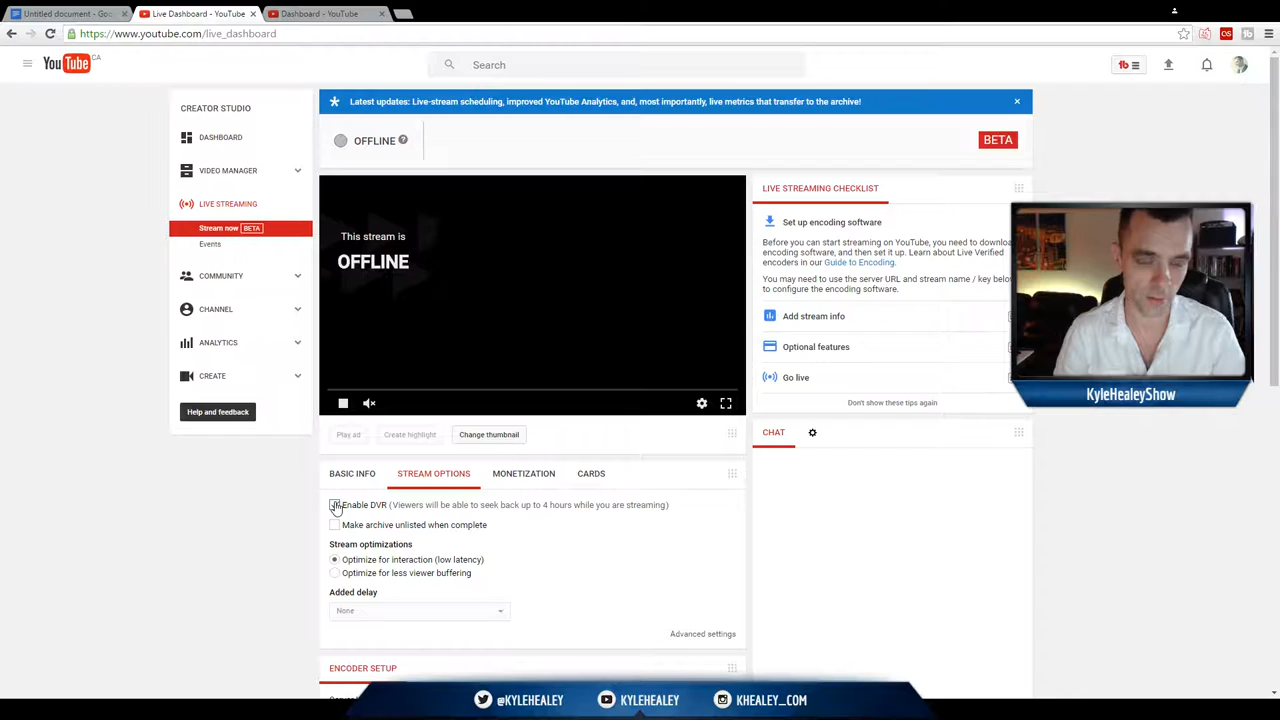 Untitled document - Goo
Live Dashboard - YouTube
Dashboard - YouTube
https://www.youtube.com/live_dashboard
YouTube CA
Search
CREATOR STUDIO
DASHBOARD
VIDEO MANAGER
LIVE STREAMING
Stream now BETA
Events
COMMUNITY
CHANNEL
ANALYTICS
CREATE
Help and feedback
Latest updates: Live-stream scheduling, improved YouTube Analytics, and, most importantly, live metrics that transfer to the archive!
OFFLINE ?
BETA
This stream is
OFFLINE
Play ad
Create highlight
Change thumbnail
BASIC INFO
STREAM OPTIONS
MONETIZATION
CARDS
Enable DVR (Viewers will be able to seek back up to 4 hours while you are streaming)
Make archive unlisted when complete
Stream optimizations
Optimize for interaction (low latency)
Optimize for less viewer buffering
Added delay
None
Advanced settings
ENCODER SETUP
LIVE STREAMING CHECKLIST
Set up encoding software
Before you can start streaming on YouTube, you need to download
encoding software, and then set it up. Learn about Live Verified
encoders in our Guide to Encoding.
You may need to use the server URL and stream name / key below
to configure the encoding software.
Add stream info
Optional features
Go live
Don't show these tips again
CHAT
KyleHealeyShow
@KYLEHEALEY
KYLEHEALEY
KHEALEY_COM